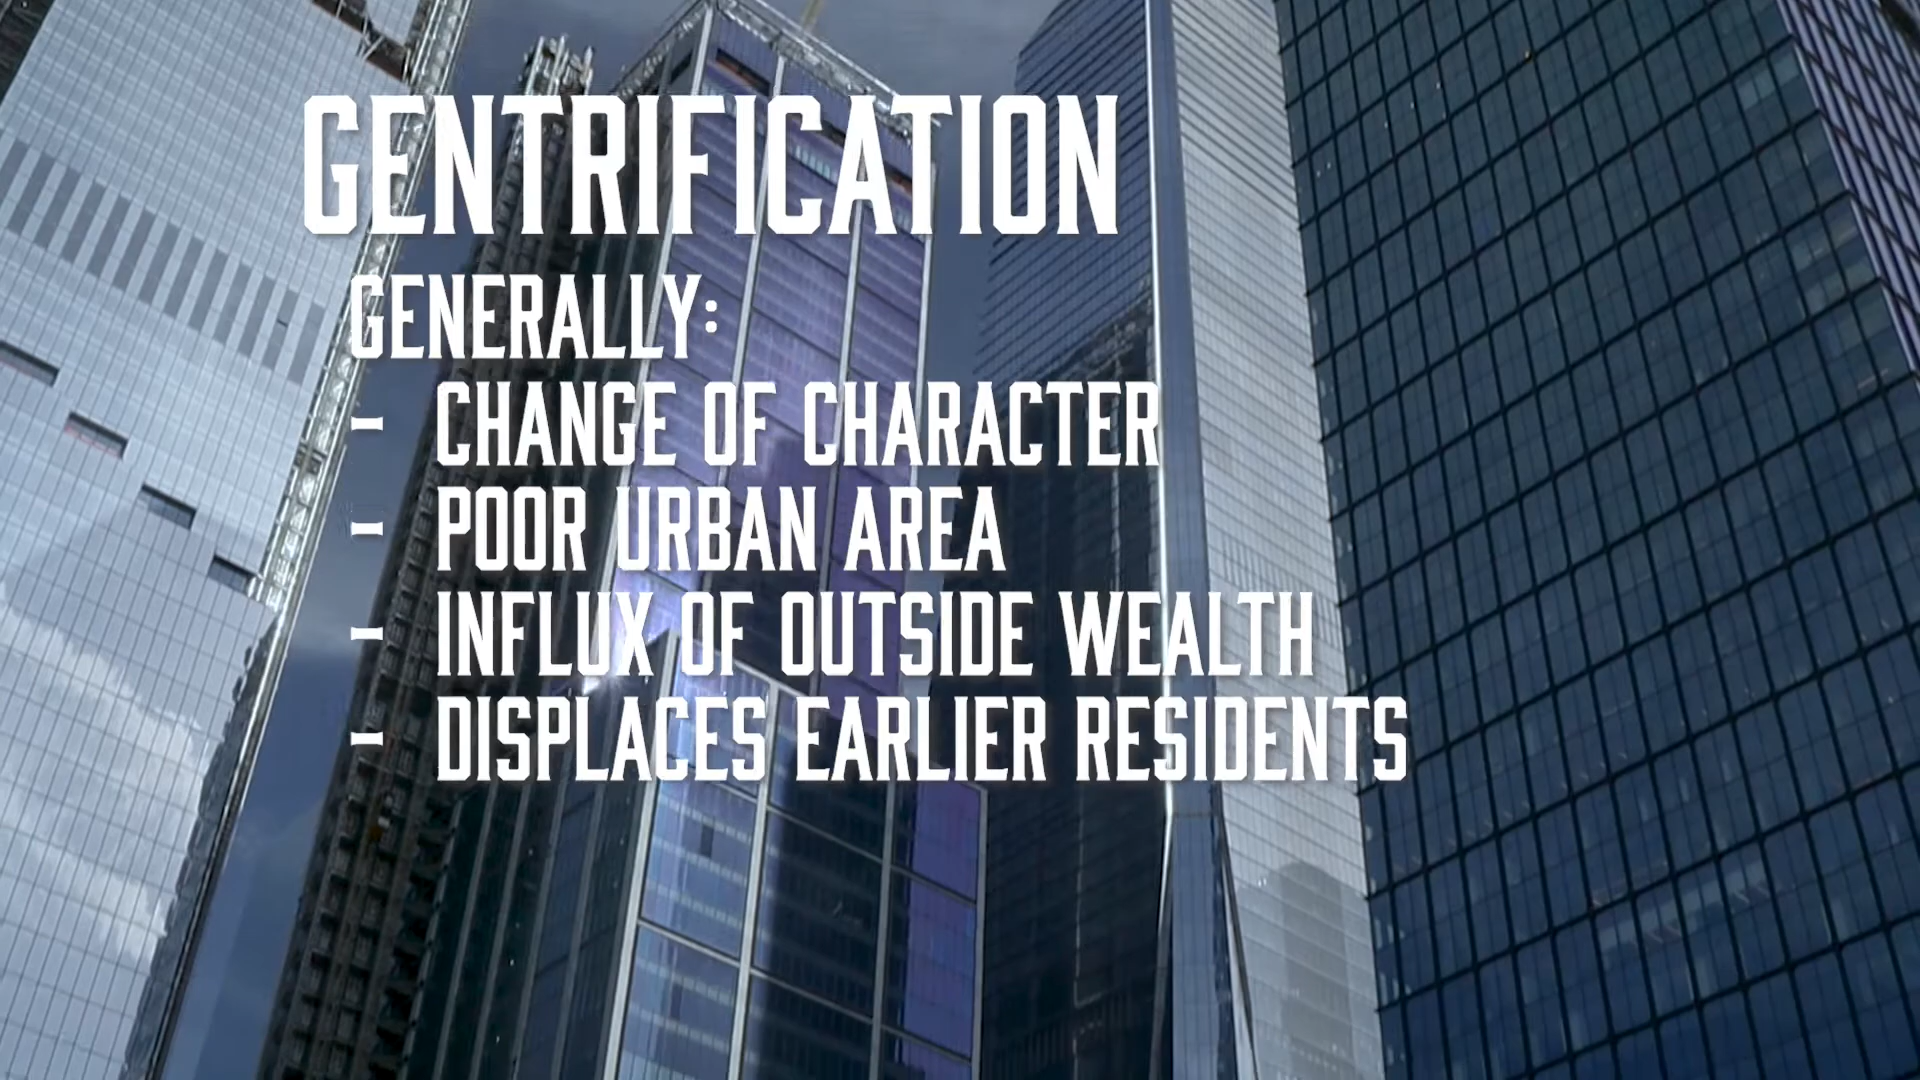 GENTRIFICATION
GENERALLY:
- CHANGE OF CHARACTER
- POOR URBAN AREA
- INFLUX OF OUTSIDE WEALTH
- DISPLACES EARLIER RESIDENTS